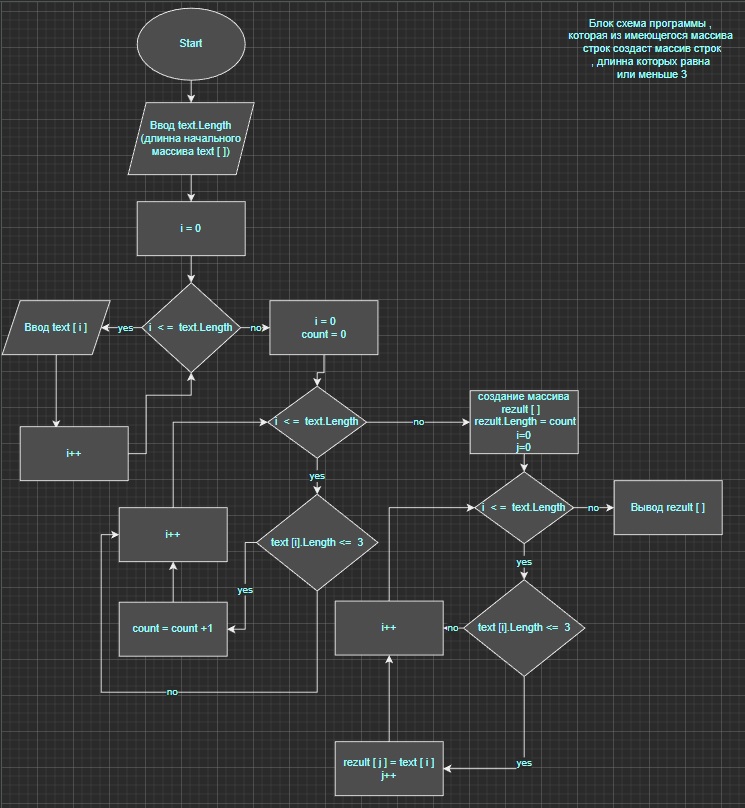 Start
Блок схема программы ,
которая из имеющегося массива
строк создаст массив строк
, длинна которых равна
или меньше 3
Ввод text.Length
(длинна начального
массива text [ ])
i = 0
Ввод text [ i ]
yes
i < = text.Length
no
i = 0
count = 0
i++
i < = text.Length
no
создание массива
rezult [ ]
rezult.Length = count
i=0
j=0
yes
i < = text.Length
no
Вывод rezult [ ]
i++
text [i].Length <= 3
yes
yes
count = count +1
i++
no
text [i].Length <= 3
no
yes
rezult [ j ] = text [ i ]
j++